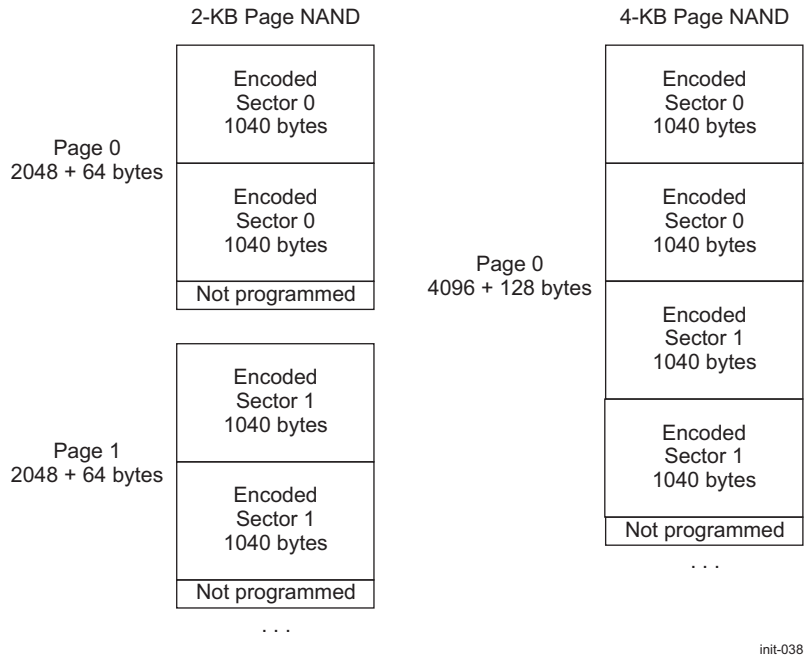 2-KB Page NAND
Page 0
2048 + 64 bytes
Encoded
Sector 0
1040 bytes
Encoded
Sector 0
1040 bytes
Not programmed
Page 1
2048 + 64 bytes
Encoded
Sector 1
1040 bytes
Encoded
Sector 1
1040 bytes
Not programmed
. . .
4-KB Page NAND
Page 0
4096 + 128 bytes
Encoded
Sector 0
1040 bytes
Encoded
Sector 0
1040 bytes
Encoded
Sector 1
1040 bytes
Encoded
Sector 1
1040 bytes
Not programmed
. . .
init-038